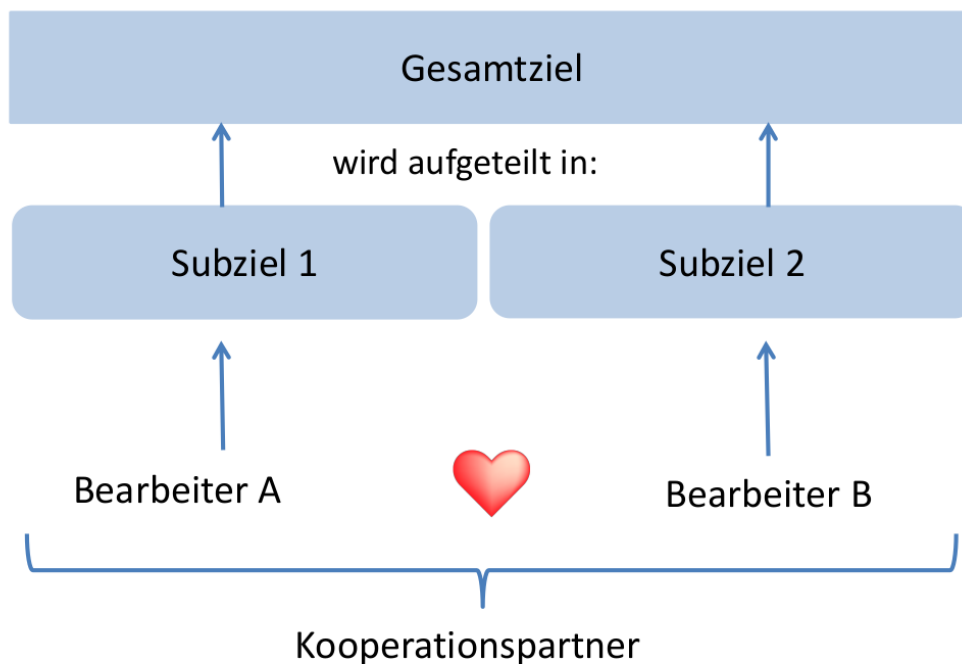 Gesamtziel
wird aufgeteilt in:
Subziel 1
Subziel 2
Bearbeiter A
Bearbeiter B
Kooperationspartner